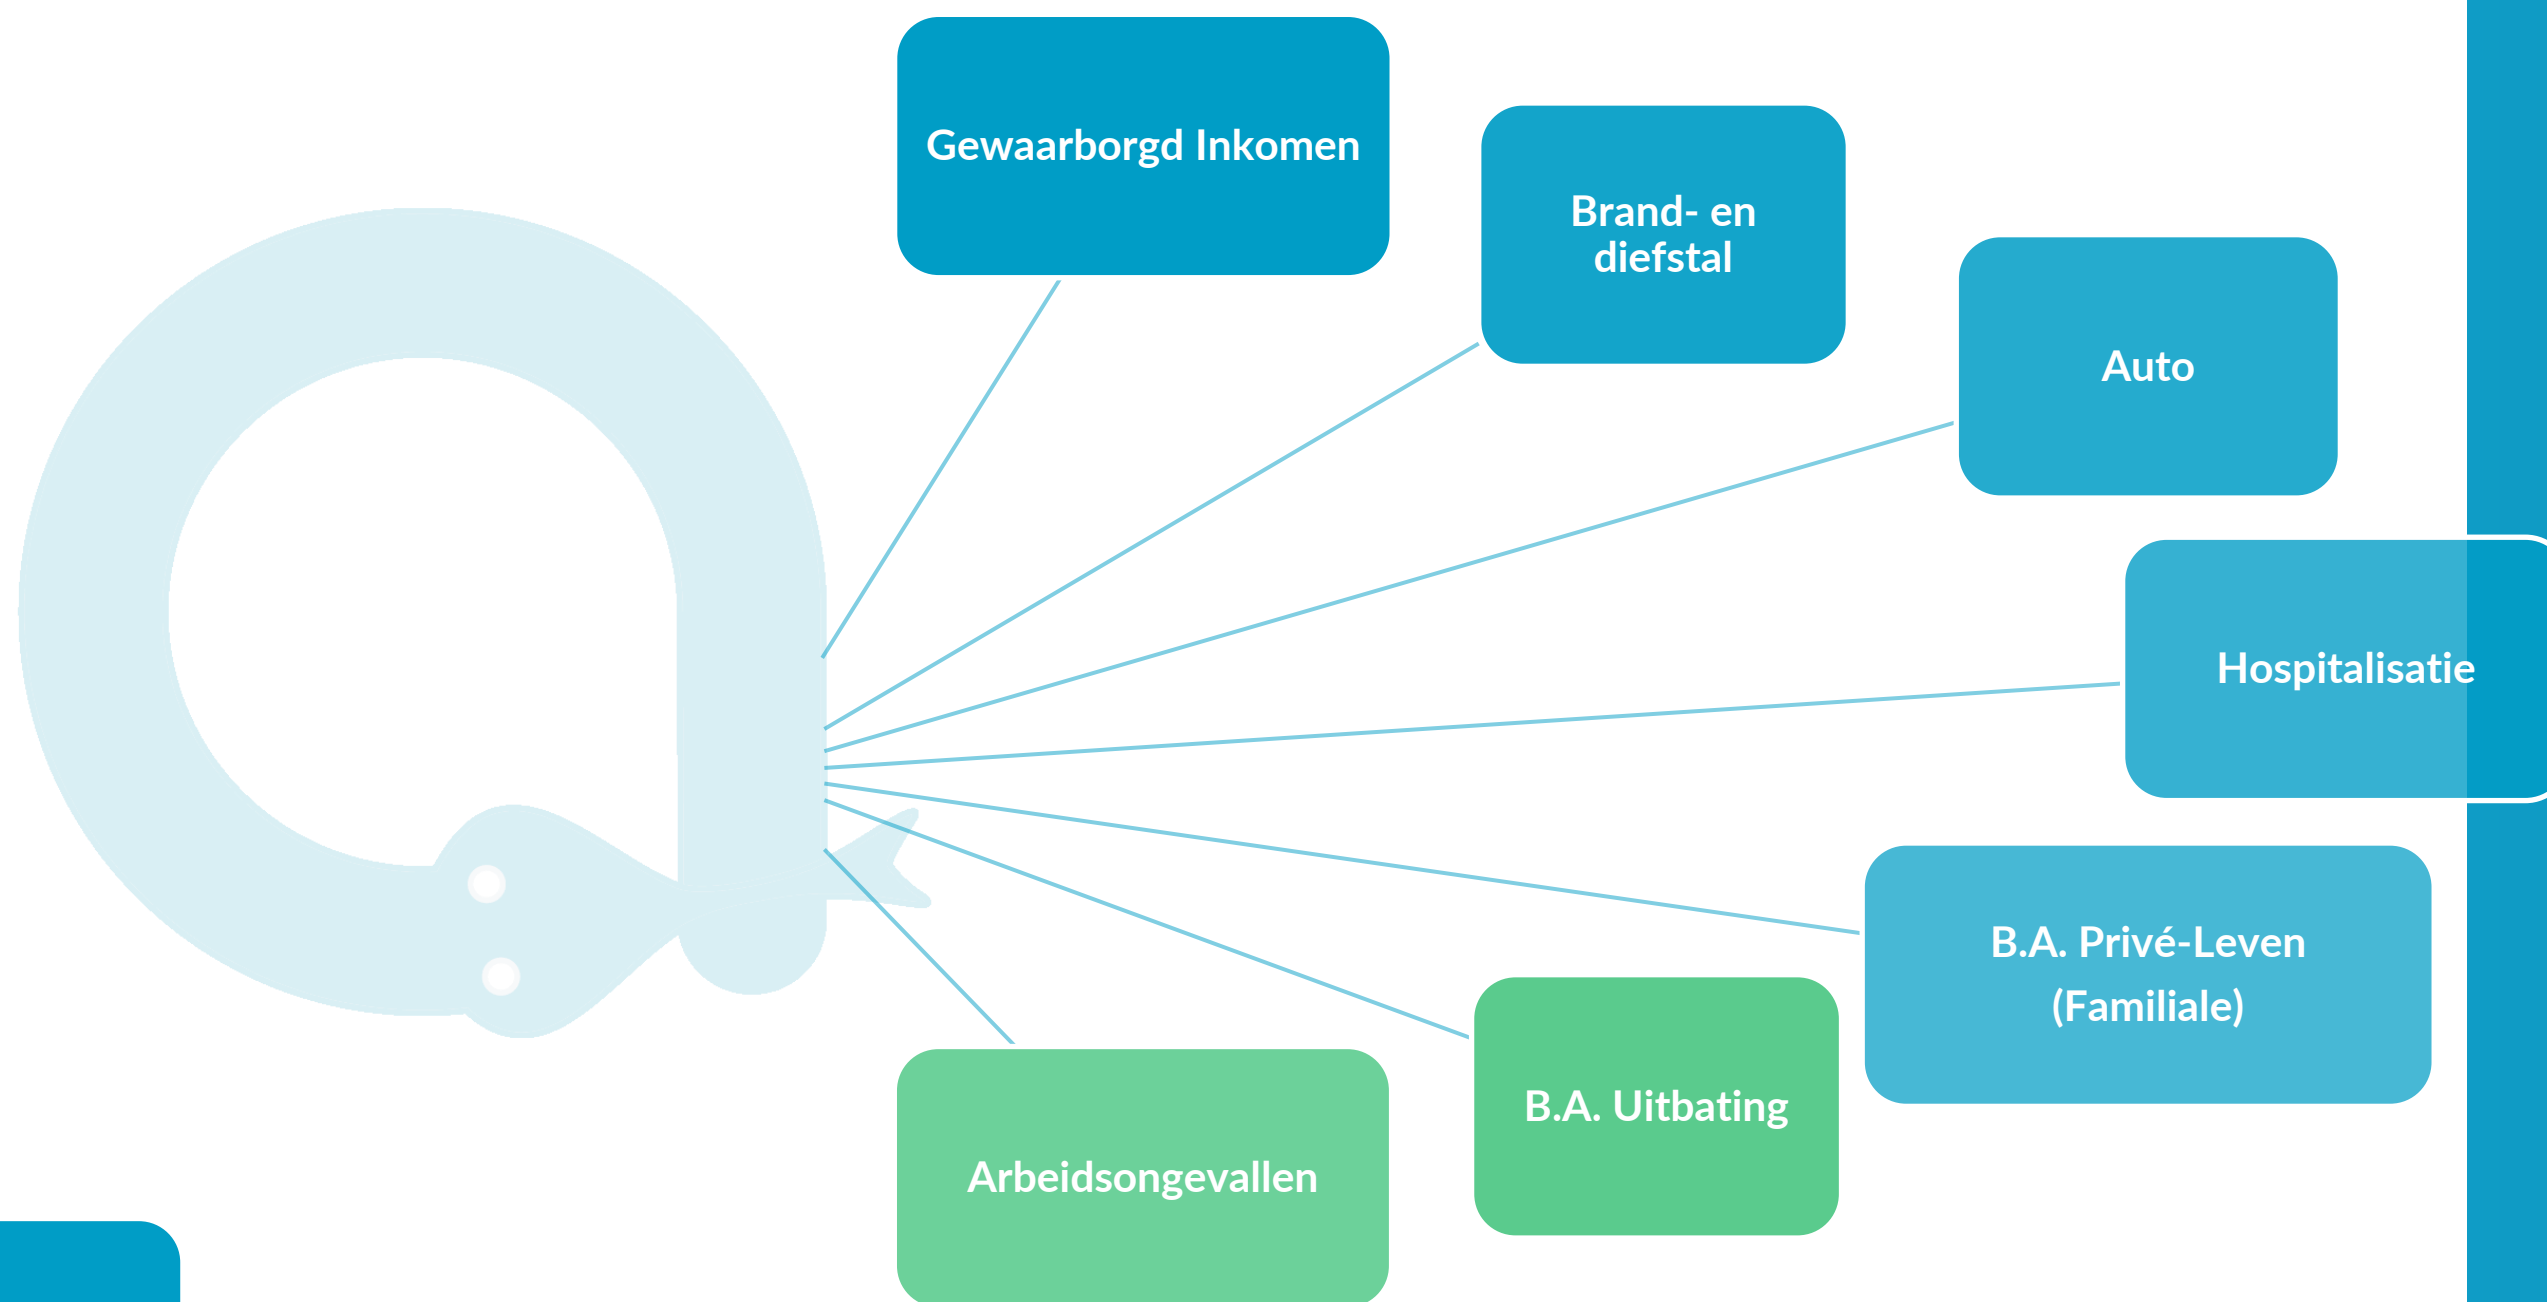 Gewaarborgd Inkomen
Brand- en
diefstal
Auto
Hospitalisatie
B.A. Privé-Leven
(Familiale)
B.A. Uitbating
Arbeidsongevallen